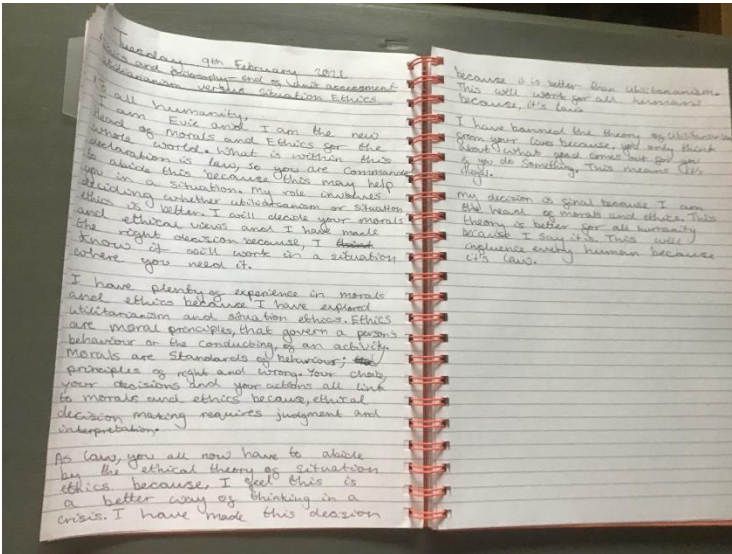 Tuesday 9th February 2021
Ethics and philosophy - end of unit assessment
Utilitarianism versus Situation Ethics
all humanity,
I am Evie and I am the new
Head of Morals and Ethics for the
whole world. What is within this
declaration is law, so you are commanded
to abide this because this may help
you in a situation. My role involves
deciding whether utilitarianism or situation
ethics is better. I will decide your morals
and ethical views and I have made
the right decision because, I
know it will work in a situation
where you need it.
I have plenty of experience in morals
and ethics because I have explored
utilitarianism and situation ethics. Ethics
are moral principles, that govern a person's
behaviour or the conducting, of an activity.
Morals are standards of behaviour;
principles of right and wrong. Your
your decisions and your actions all link
to morals and ethics because, ethical
decision making requires judgment and
interpretation.
As law, you all now have to abide
by the ethical theory of situation
ethics because, I feel this is
a better way of thinking in a
crisis. I have made this decision
because it is better than utilitarianism.
This will work for all humans
because, it's law
I have banned the theory of utilitarianism
from your lives because, you only think
about what good comes out for you
if you do something. This means it's
illegal.
My decision is final because I am
the head of morals and ethics. This
theory is better for all humanity
because I say it is. This will
influence every human because
it's law.